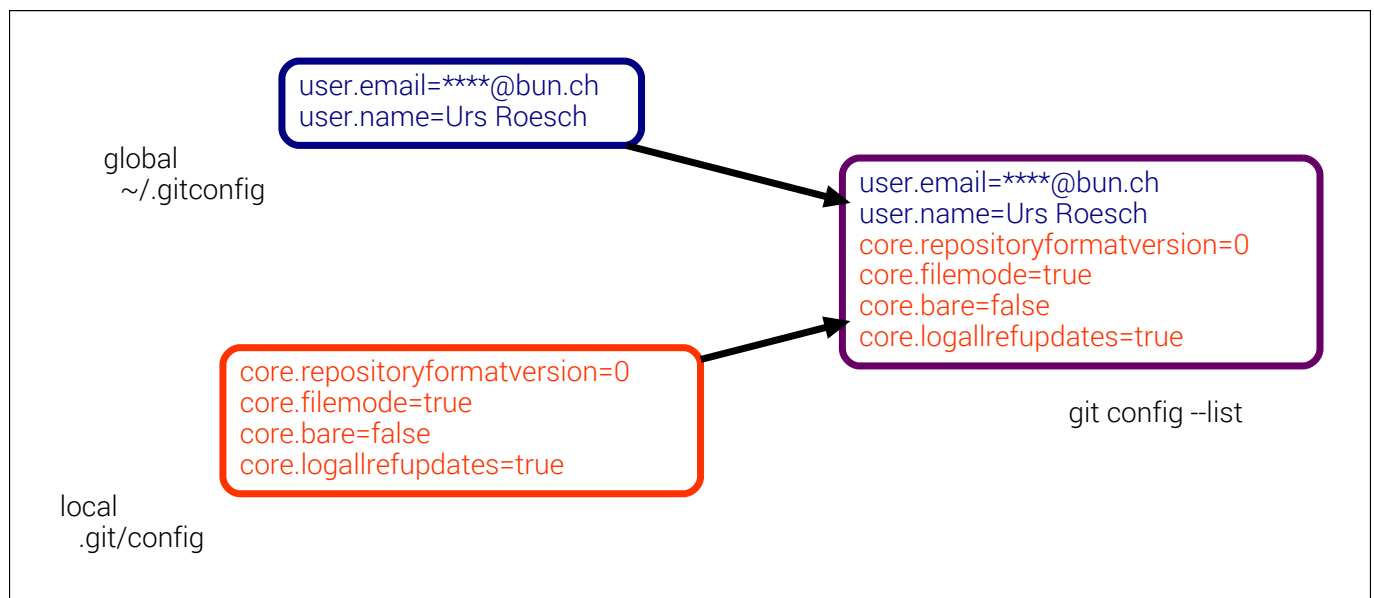 user.email=****@bun.ch
user.name=Urs Roesch
global
~/.gitconfig
user.email=****@bun.ch
user.name=Urs Roesch
core.repositoryformatversion=0
core.filemode=true
core.bare=false
core.logallrefupdates=true
git config --list
core.repositoryformatversion=0
core.filemode=true
core.bare=false
core.logallrefupdates=true
local
.git/config